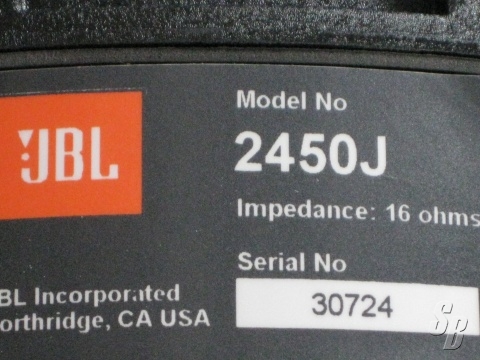 JBL
Model No
2450J
Impedance: 16 ohms
Serial No
30724
BL Incorporated
orthridge, CA USA